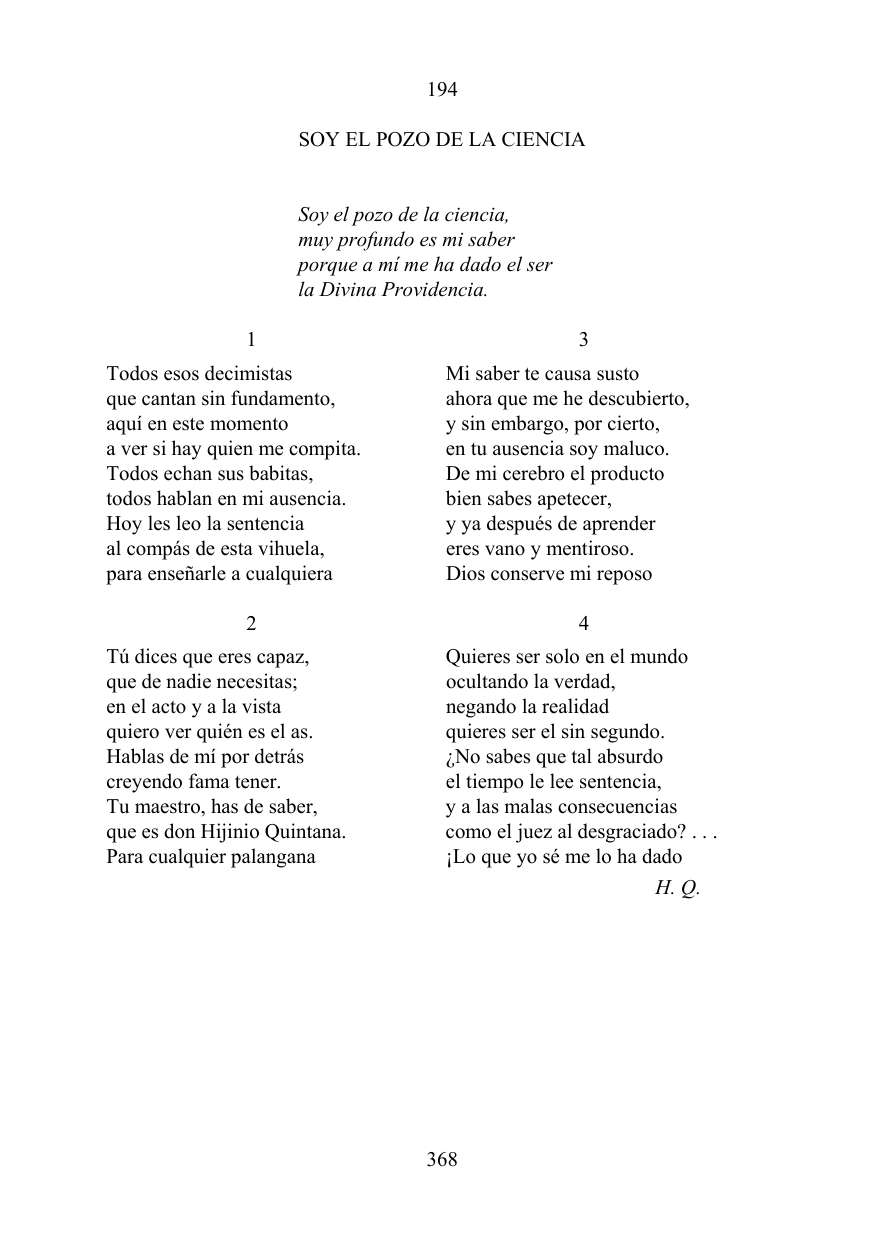 194
SOY EL POZO DE LA CIENCIA
Soy el pozo de la ciencia,
muy profundo es mi saber
porque a mí me ha dado el ser
la Divina Providencia.
1
Todos esos decimistas
que cantan sin fundamento,
aquí en este momento
a ver si hay quien me compita.
Todos echan sus babitas,
todos hablan en mi ausencia.
Hoy les leo la sentencia
al compás de esta vihuela,
para enseñarle a cualquiera
2
Tú dices que eres capaz,
que de nadie necesitas;
en el acto y a la vista
quiero ver quién es el as.
Hablas de mí por detrás
creyendo fama tener.
Tu maestro, has de saber,
que es don Hijinio Quintana.
Para cualquier palangana
3
Mi saber te causa susto
ahora que me he descubierto,
y sin embargo, por cierto,
en tu ausencia soy maluco.
De mi cerebro el producto
bien sabes apetecer,
y ya después de aprender
eres vano y mentiroso.
Dios conserve mi reposo
4
Quieres ser solo en el mundo
ocultando la verdad,
negando la realidad
quieres ser el sin segundo.
¿No sabes que tal absurdo
el tiempo le lee sentencia,
y a las malas consecuencias
como el juez al desgraciado? . . .
¡Lo que yo sé me lo ha dado
H. Q.
368